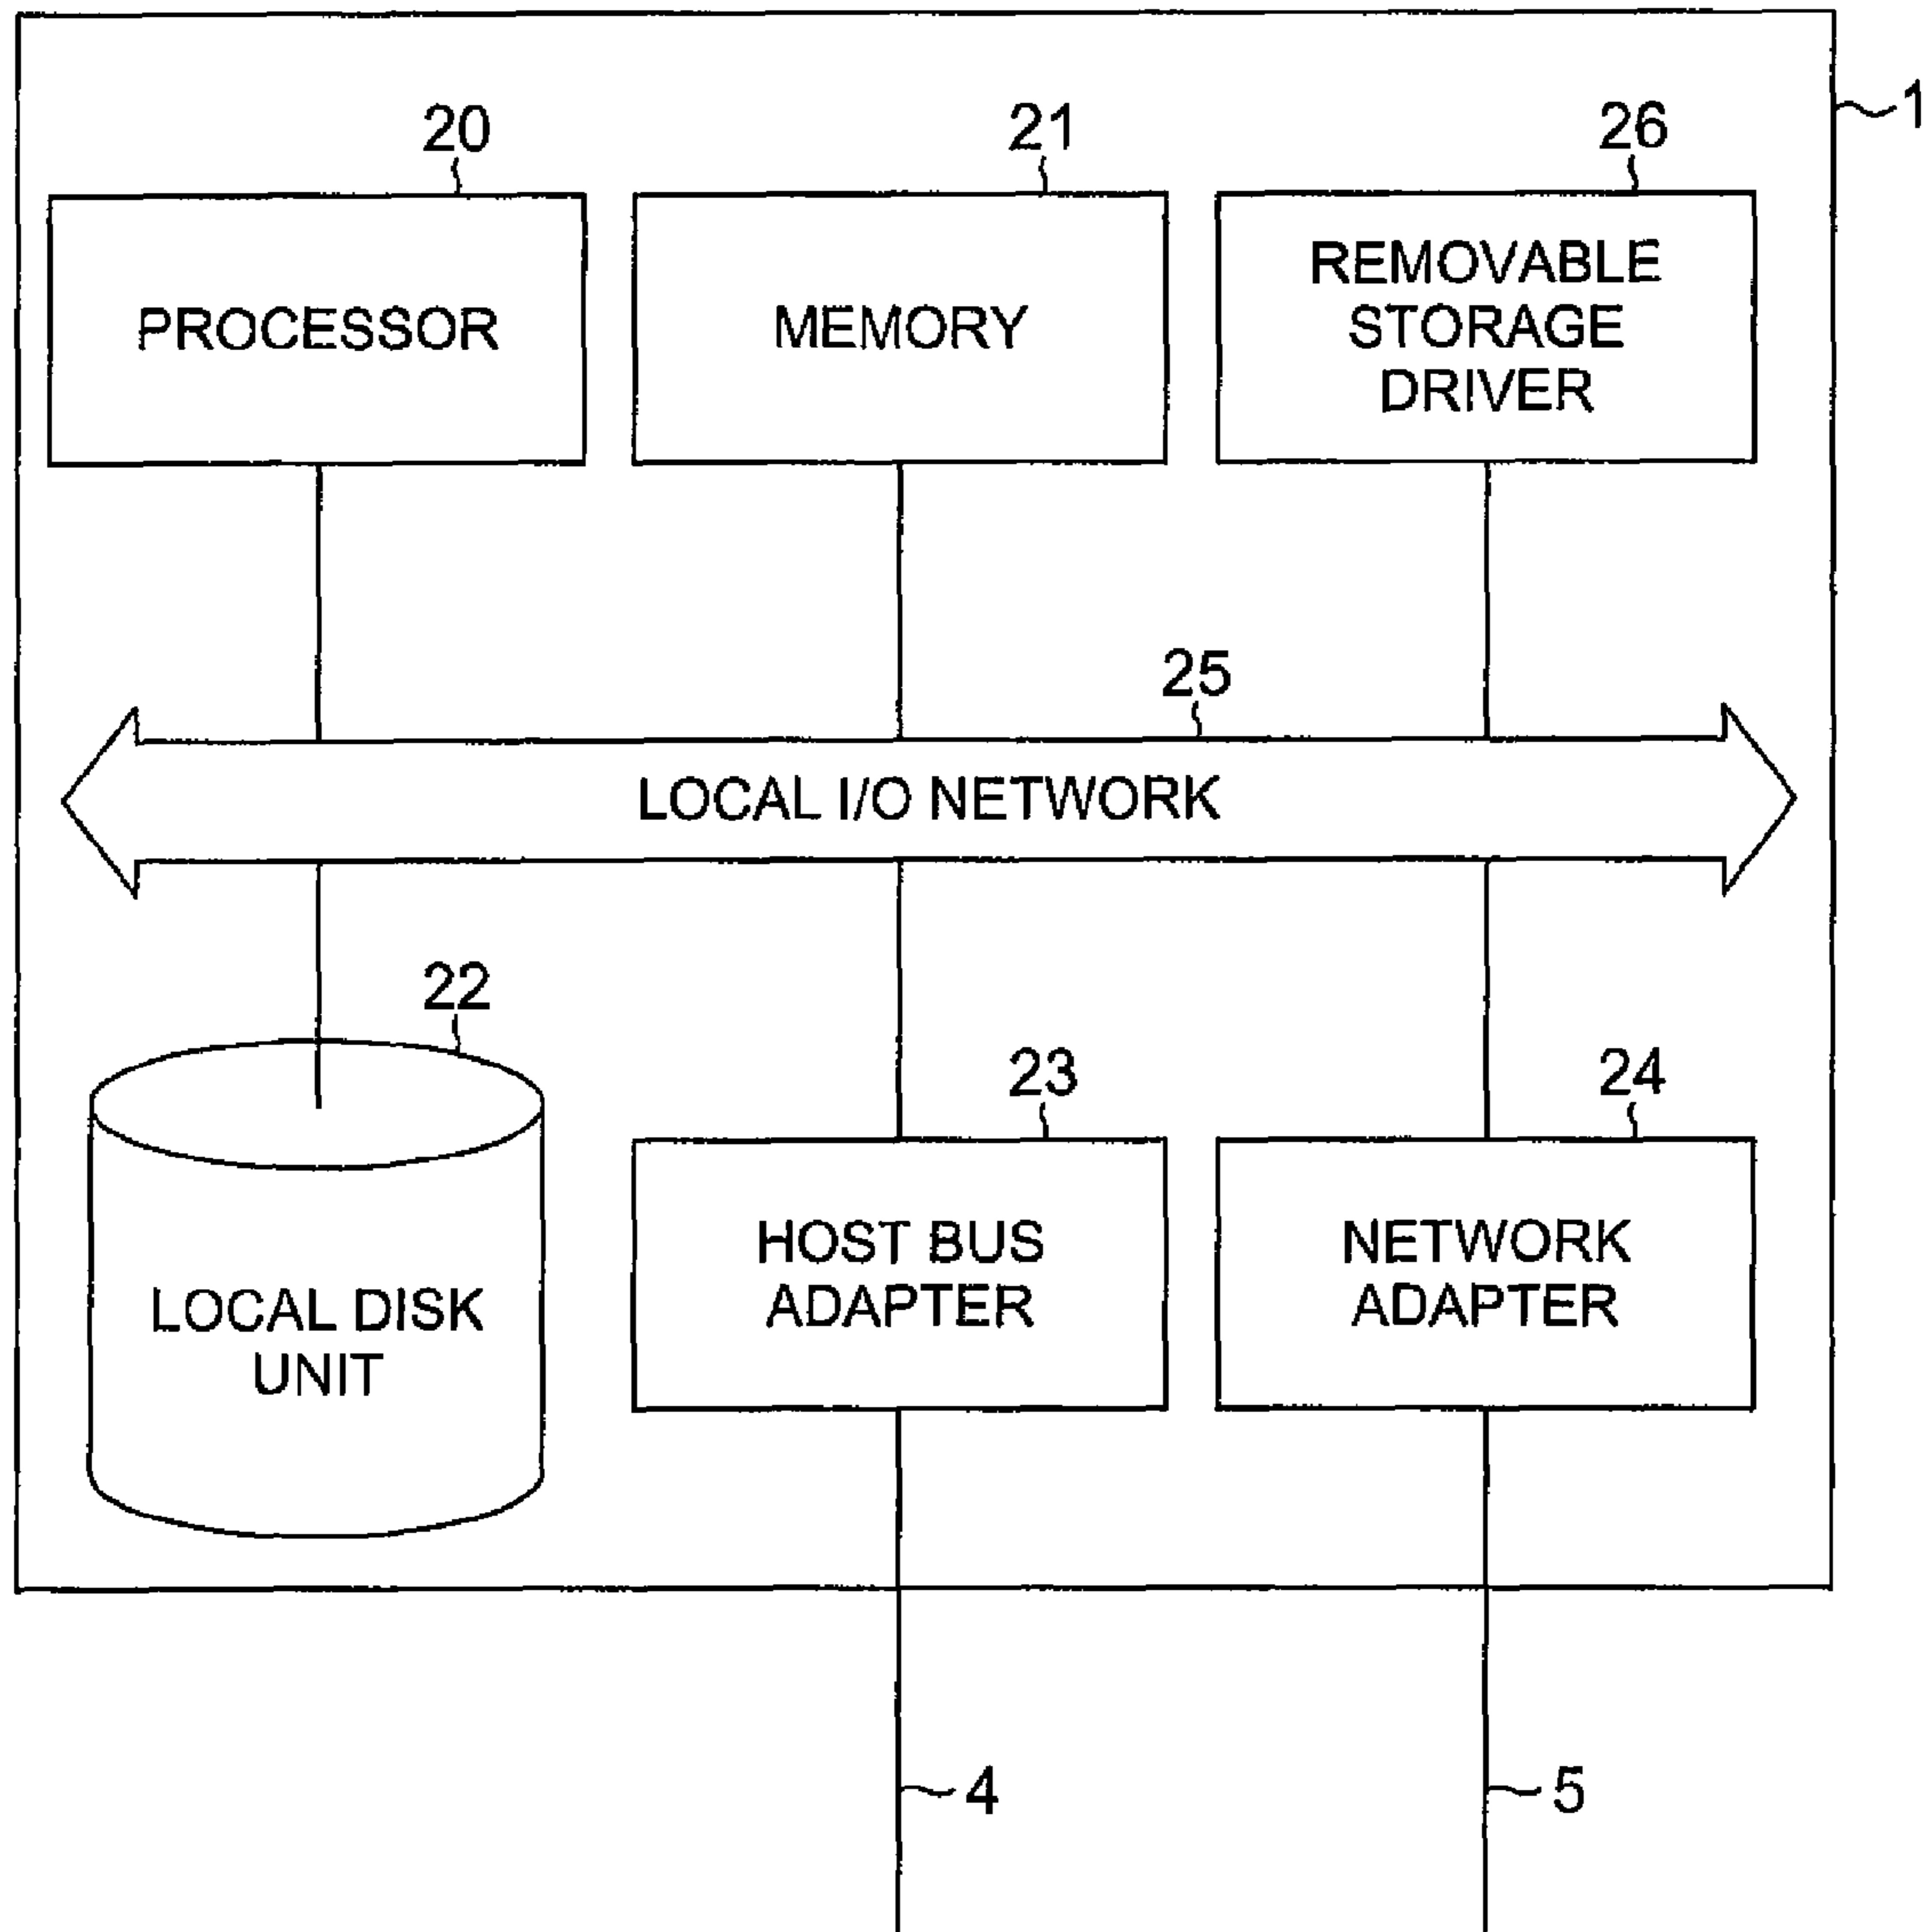 1
20
21
26
PROCESSOR
MEMORY
REMOVABLE
STORAGE
DRIVER
25
LOCAL I/O NETWORK
22
23
24
LOCAL DISK
UNIT
HOST BUS
ADAPTER
NETWORK
ADAPTER
4
5